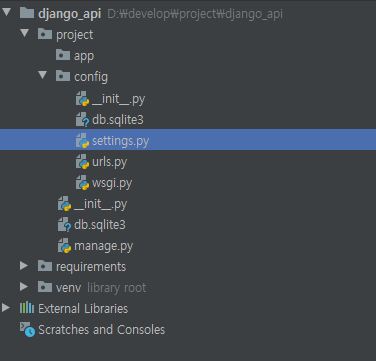 django_api D:₩develop₩project₩django_api
project
app
config
__init__.py
db.sqlite3
settings.py
urls.py
wsgi.py
__init__.py
db.sqlite3
manage.py
requirements
venv library root
External Libraries
Scratches and Consoles